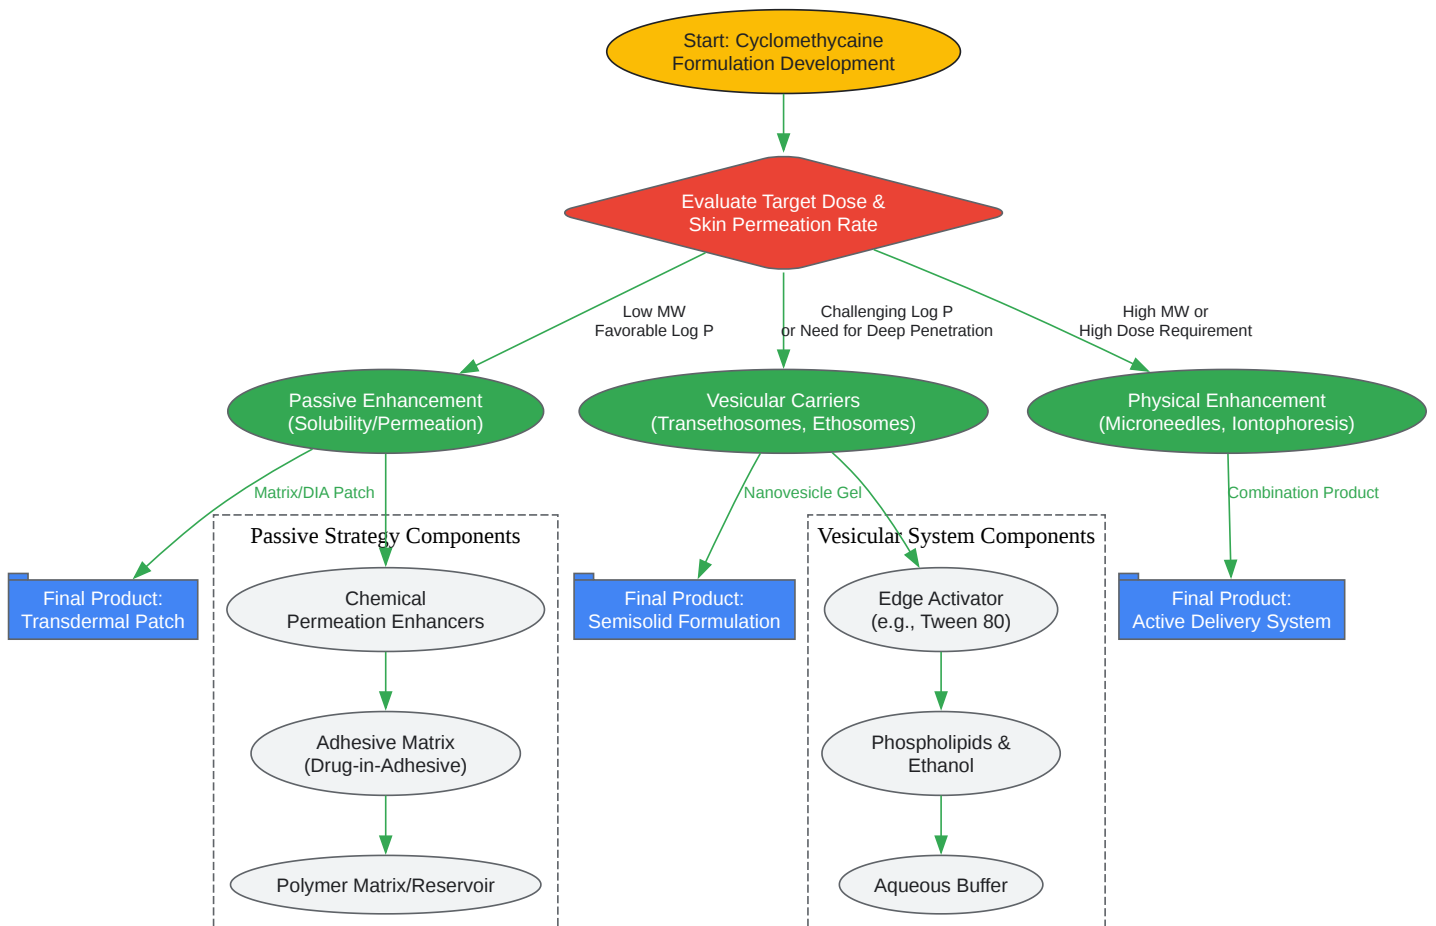 Start: Cyclomethycaine
Formulation Development
Evaluate Target Dose &
Skin Permeation Rate
Low MW
Favorable Log P
Challenging Log P
or Need for Deep Penetration
High MW or
High Dose Requirement
Passive Enhancement
(Solubility/Permeation)
Vesicular Carriers
(Transethosomes, Ethosomes)
Physical Enhancement
(Microneedles, Iontophoresis)
Matrix/DIA Patch
Nanovesicle Gel
Combination Product
Passive Strategy Components
Vesicular System Components
Final Product:
Transdermal Patch
Chemical
Permeation Enhancers
Final Product:
Semisolid Formulation
Edge Activator
(e.g., Tween 80)
Final Product:
Active Delivery System
Adhesive Matrix
(Drug-in-Adhesive)
Phospholipids &
Ethanol
Polymer Matrix/Reservoir
Aqueous Buffer